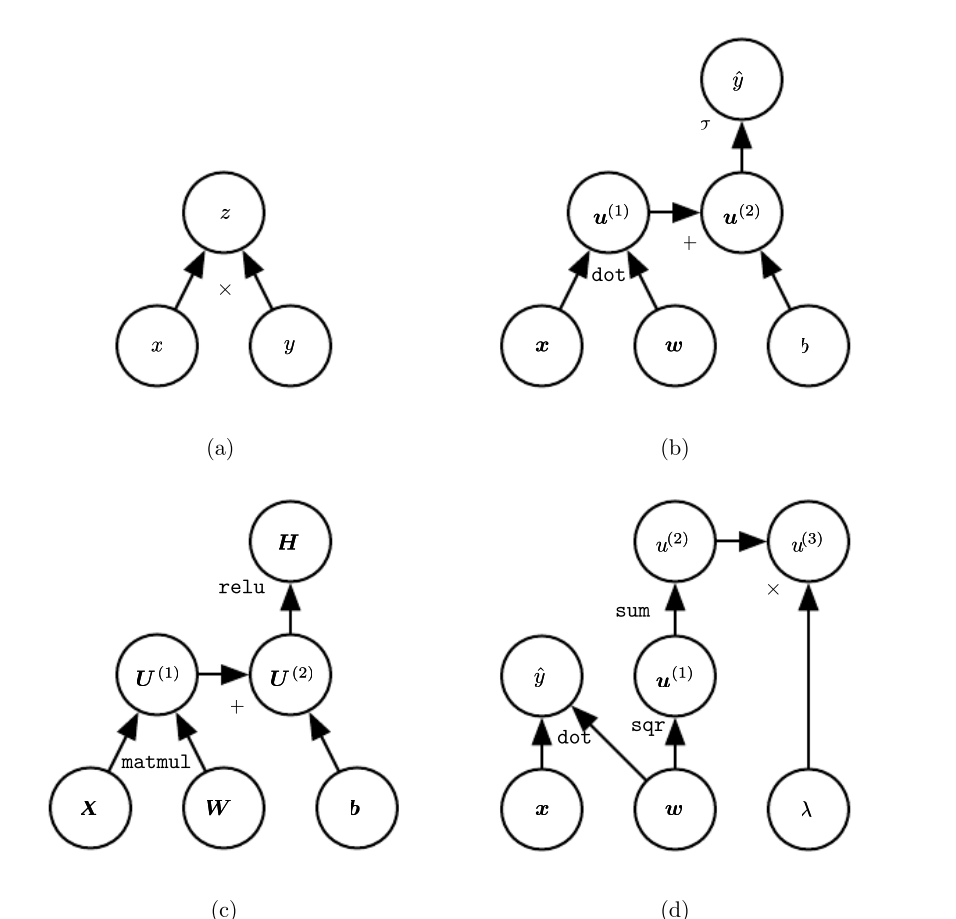 z
×
x y
(a)
ŷ
σ
u(1) u(2)
+
dot
x w b
(b)
H
relu
U(1) U(2)
+
matmul
X W b
(c)
u(2) u(3)
×
sum
ŷ u(1)
sqr
dot
x w λ
(d)